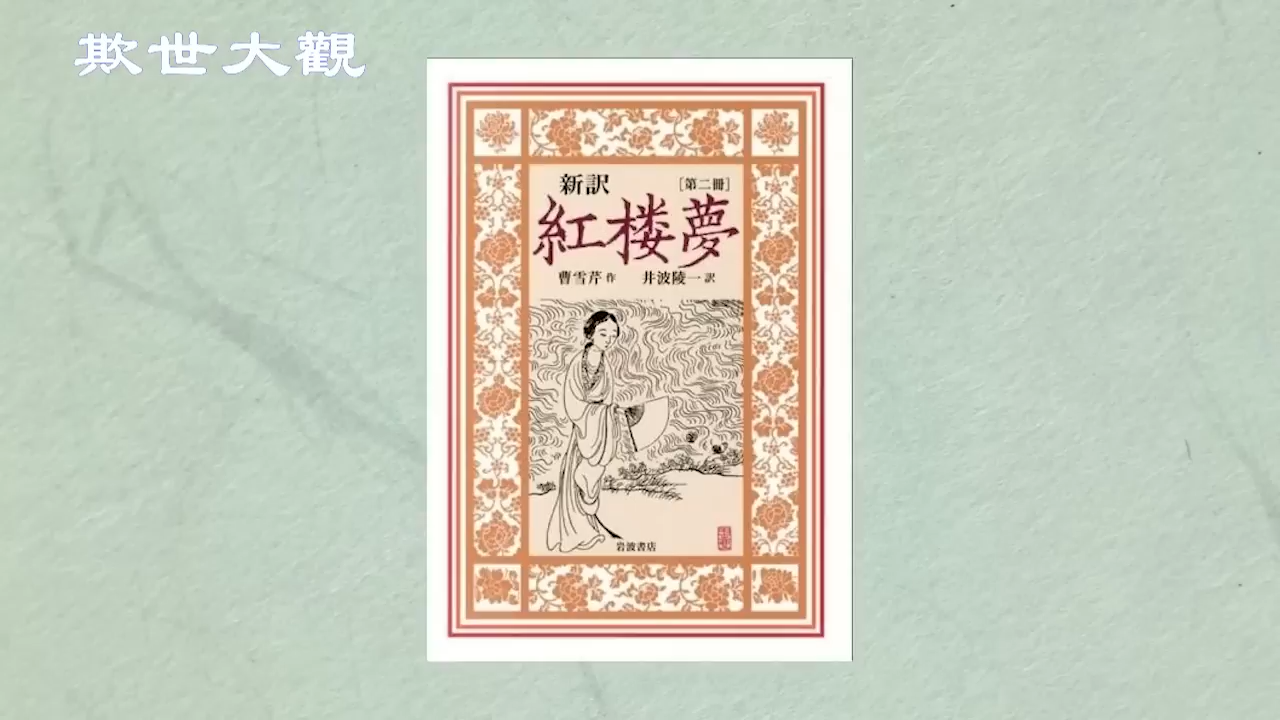 欺世大觀
新訳 [第二冊]
紅楼夢
曹雪芹 作 井波陵一 訳
岩波書店